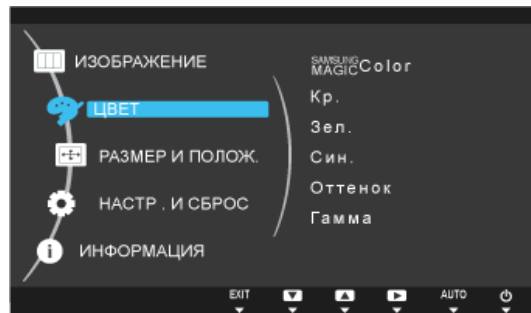 ИЗОБРАЖЕНИЕ
ЦВЕТ
РАЗМЕР И ПОЛОЖ.
НАСТР . И СБРОС
ИНФОРМАЦИЯ
SAMSUNG MAGIC Color
Кр.
Зел.
Син.
Оттенок
Гамма
EXIT AUTO